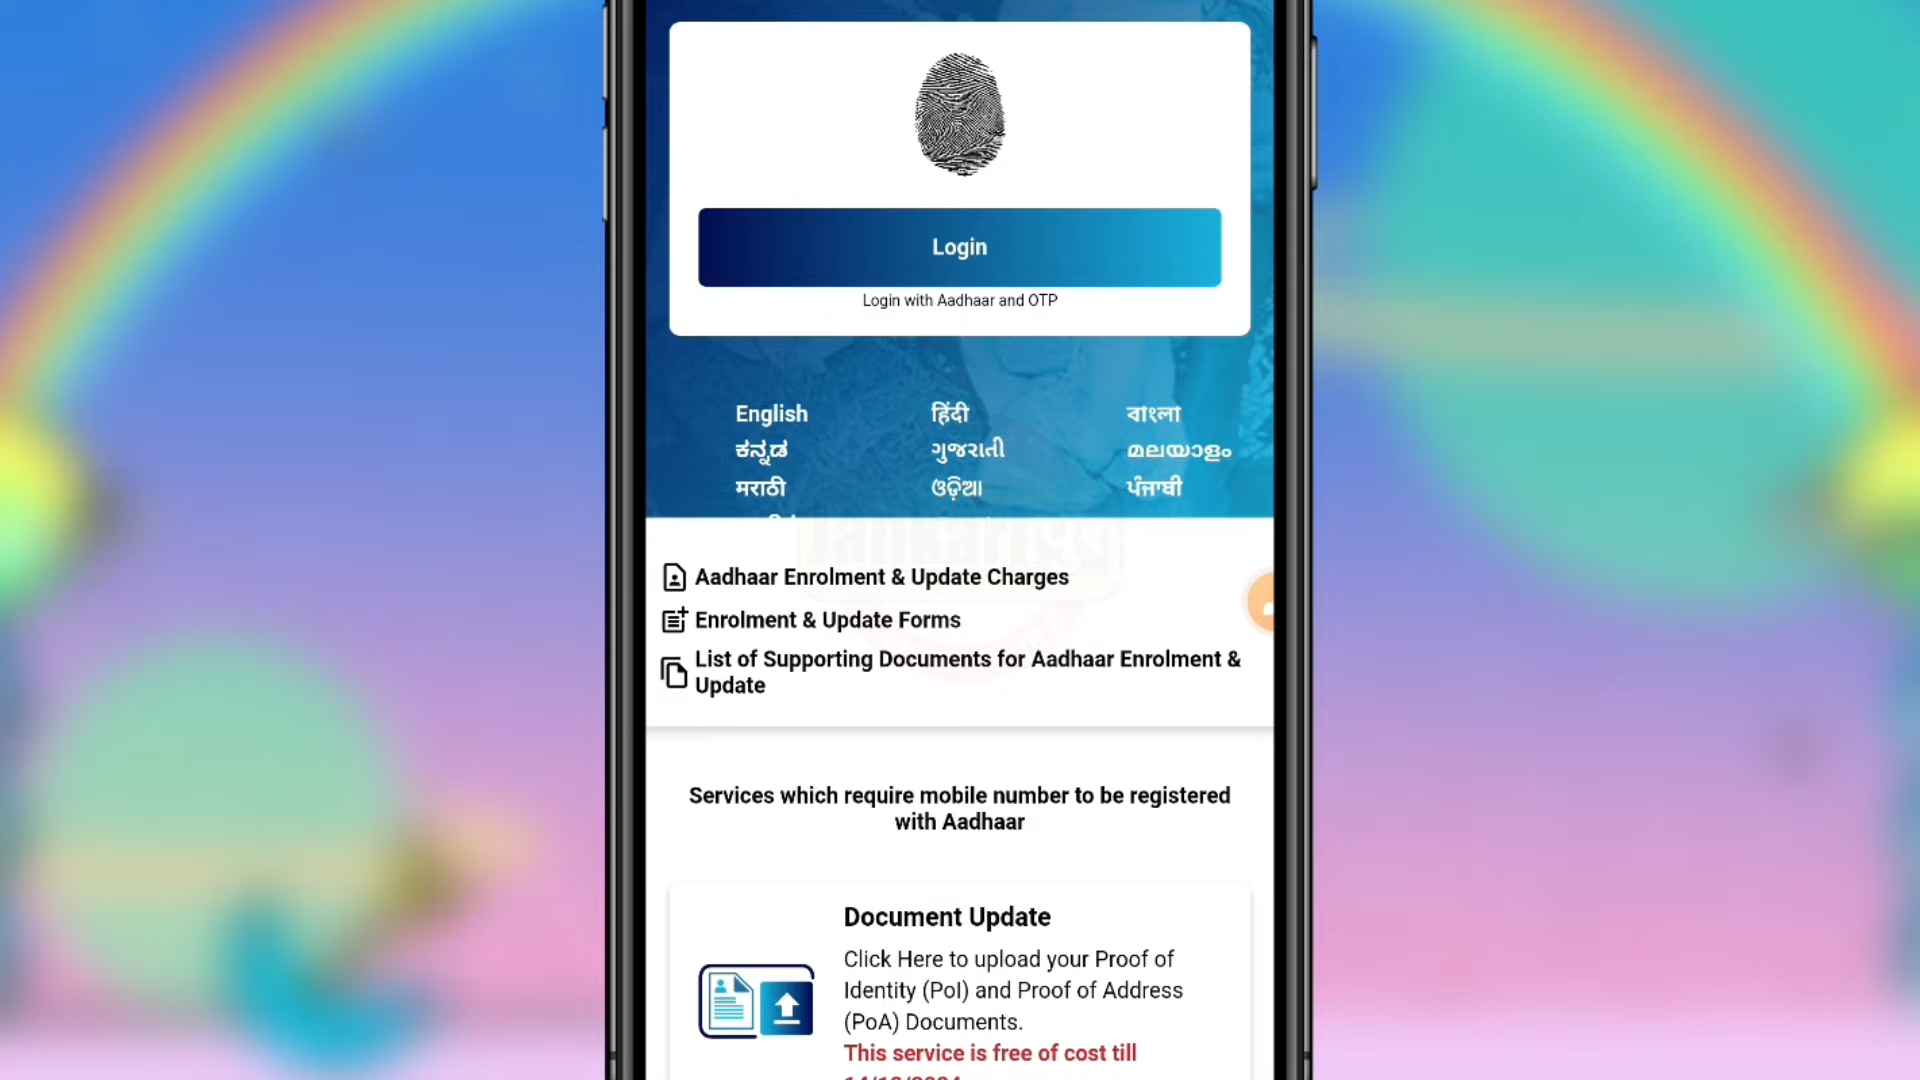 Login
Login with Aadhaar and OTP
English हिंदी বাংলা
ಕನ್ನಡ ગુજરાતી മലയാളം
मराठी ଓଡ଼ିଆ ਪੰਜਾਬੀ
Aadhaar Enrolment & Update Charges
Enrolment & Update Forms
List of Supporting Documents for Aadhaar Enrolment &
Update
Services which require mobile number to be registered
with Aadhaar
Document Update
Click Here to upload your Proof of
Identity (PoI) and Proof of Address
(PoA) Documents.
This service is free of cost till